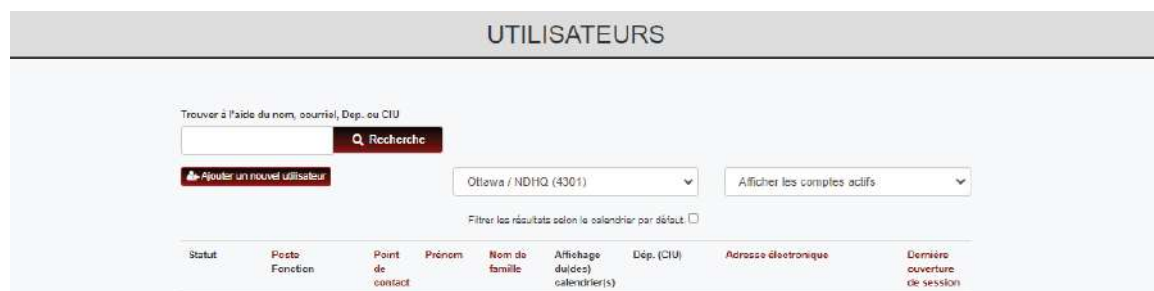 UTILISATEURS
Trouver à l'aide du nom, courriel, Dep. ou CIU
Recherche
Ajouter un nouvel utilisateur
Ottawa / NDHQ (4301)
Afficher les comptes actifs
Filtrer les résultats selon le calendrier par défaut
Statut Poste Point Prénom Nom de Affichage Dép. (CIU) Adresse électronique Dernière
Fonction de famille du(des) ouverture
contact calendrier(s) de session